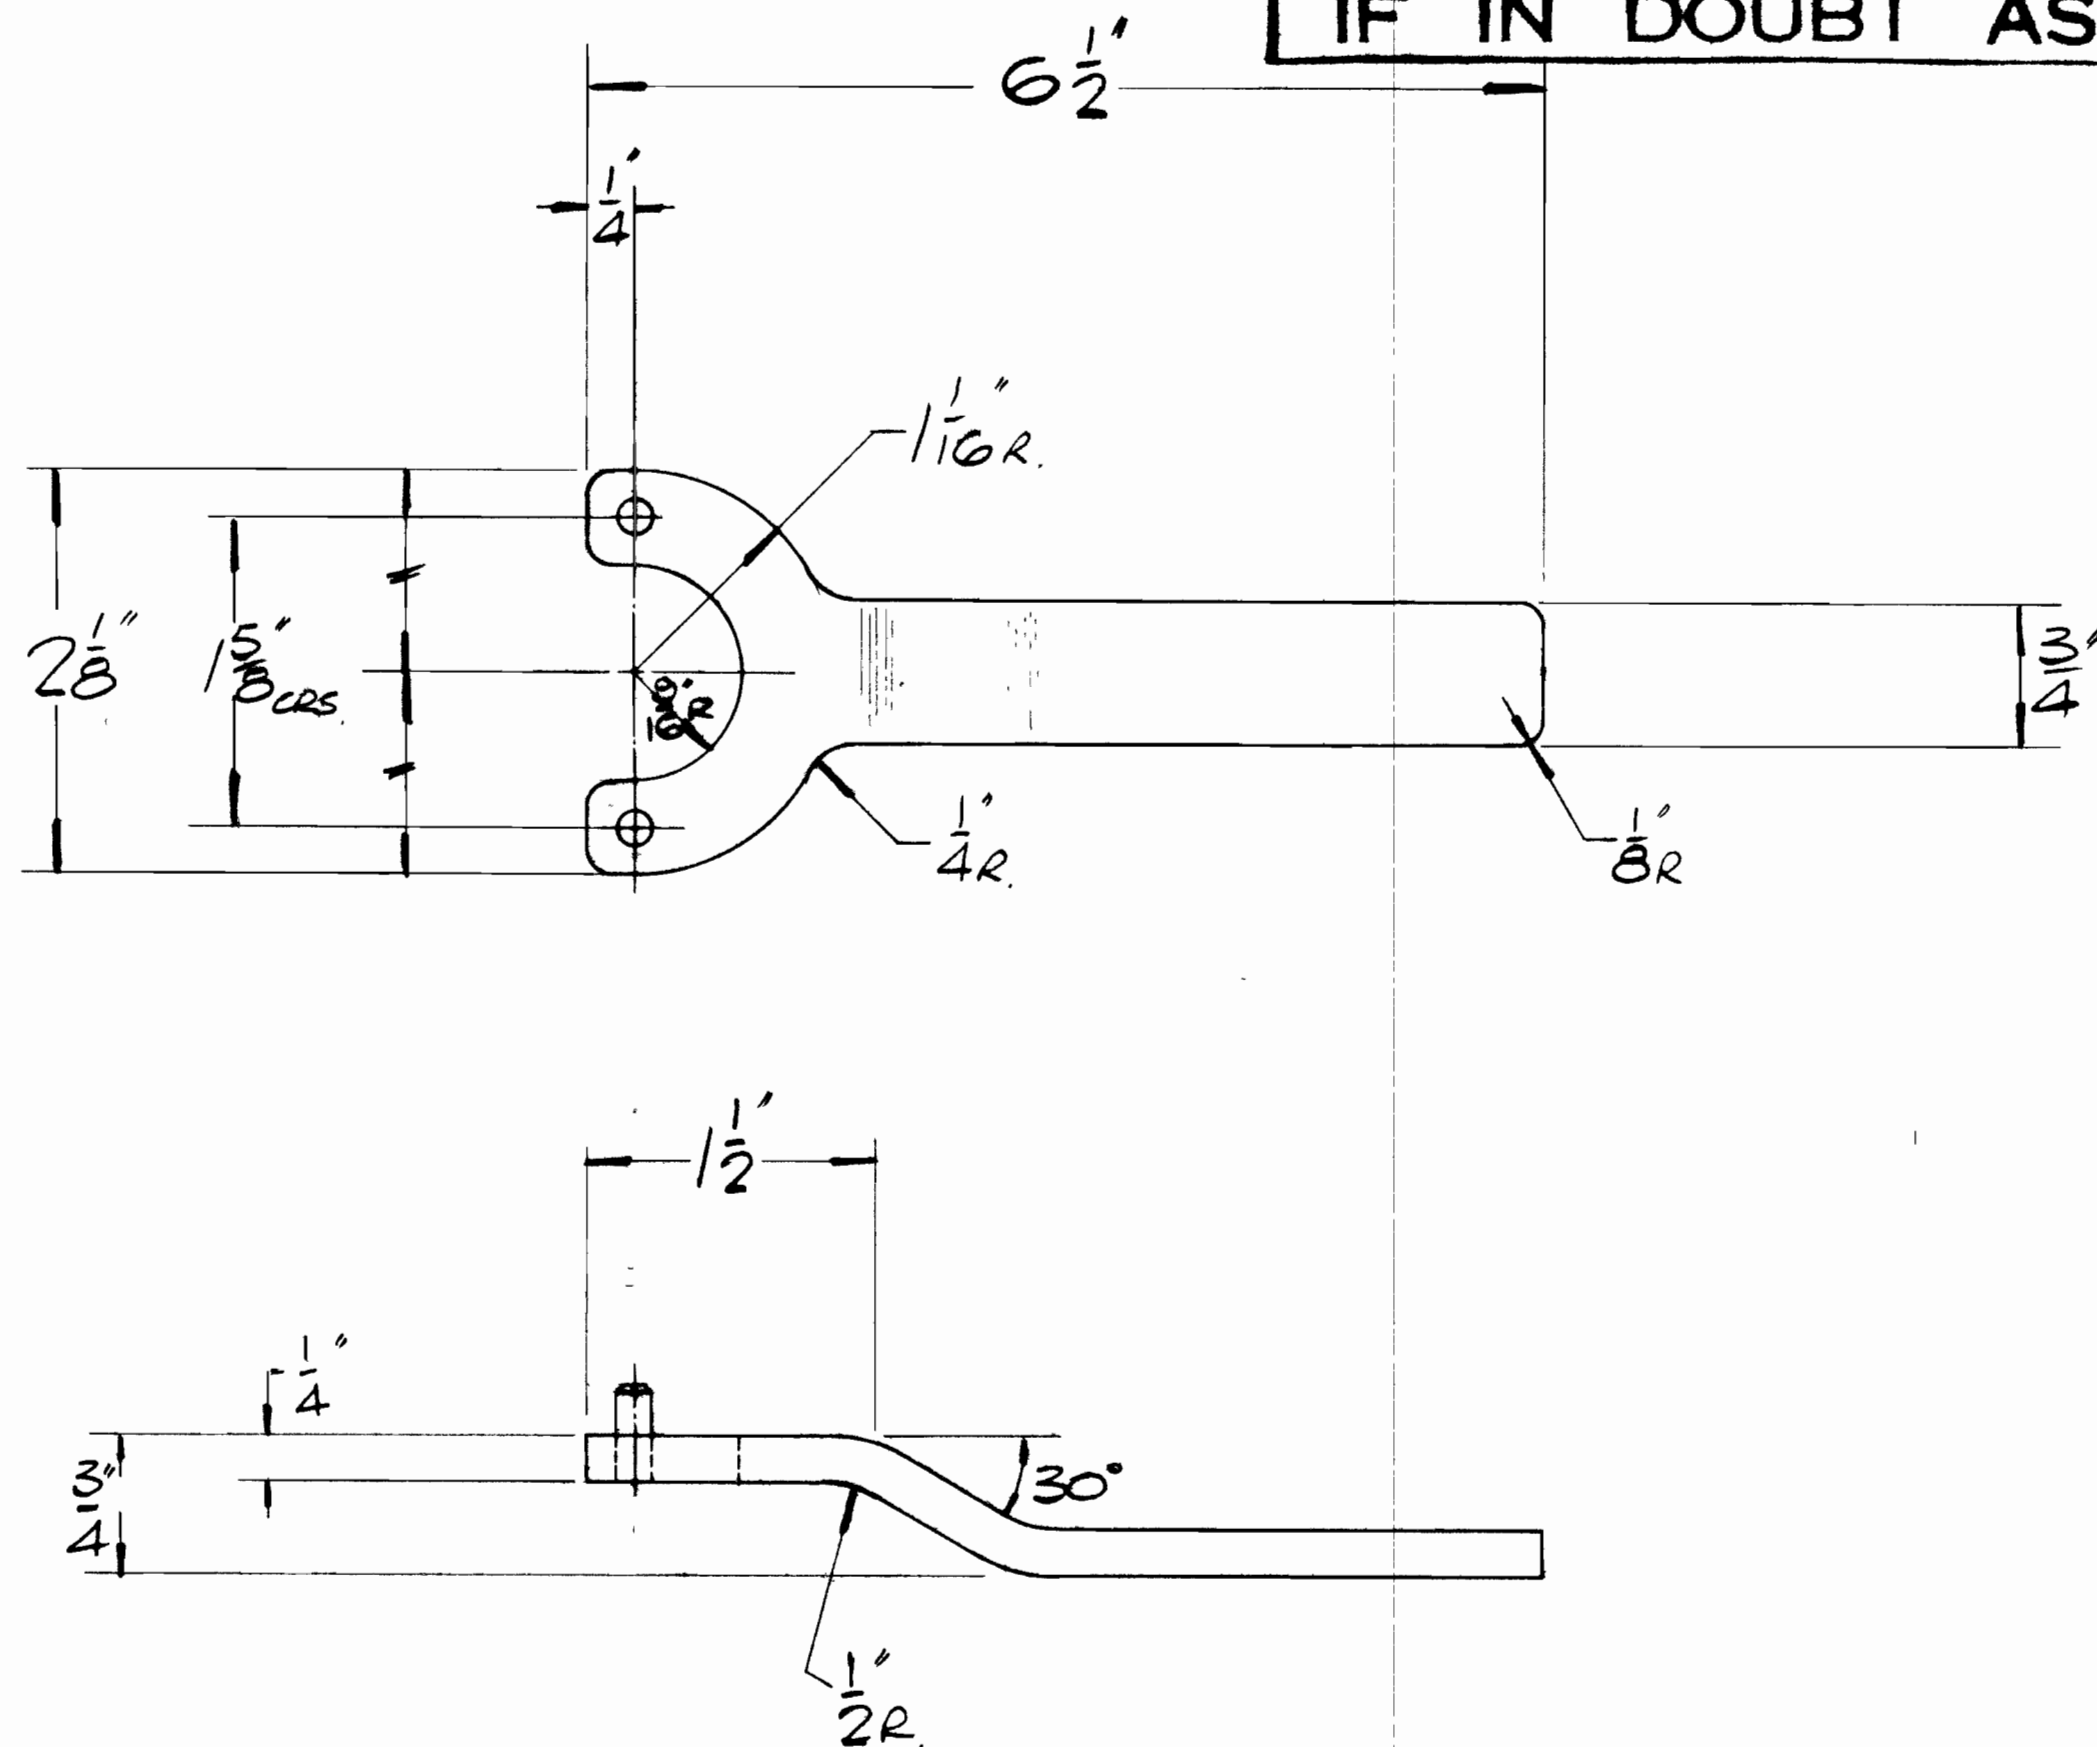 IF IN DOUBT AS
6 1/2"
1/4"
1 1/16" R.
2 1/8"
1 5/8" CRS.
9/16" R
3/4"
1/4" R.
1/8" R
1 1/2"
1/4"
3/4"
30°
1/2" R.